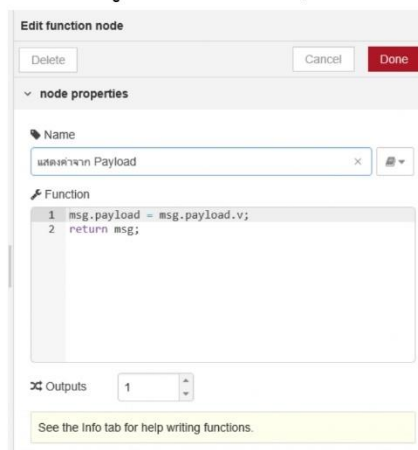 Edit function node
Delete Cancel Done
node properties
Name
แสดงค่าจาก Payload
Function
1 msg.payload = msg.payload.v;
2 return msg;
Outputs 1
See the Info tab for help writing functions.